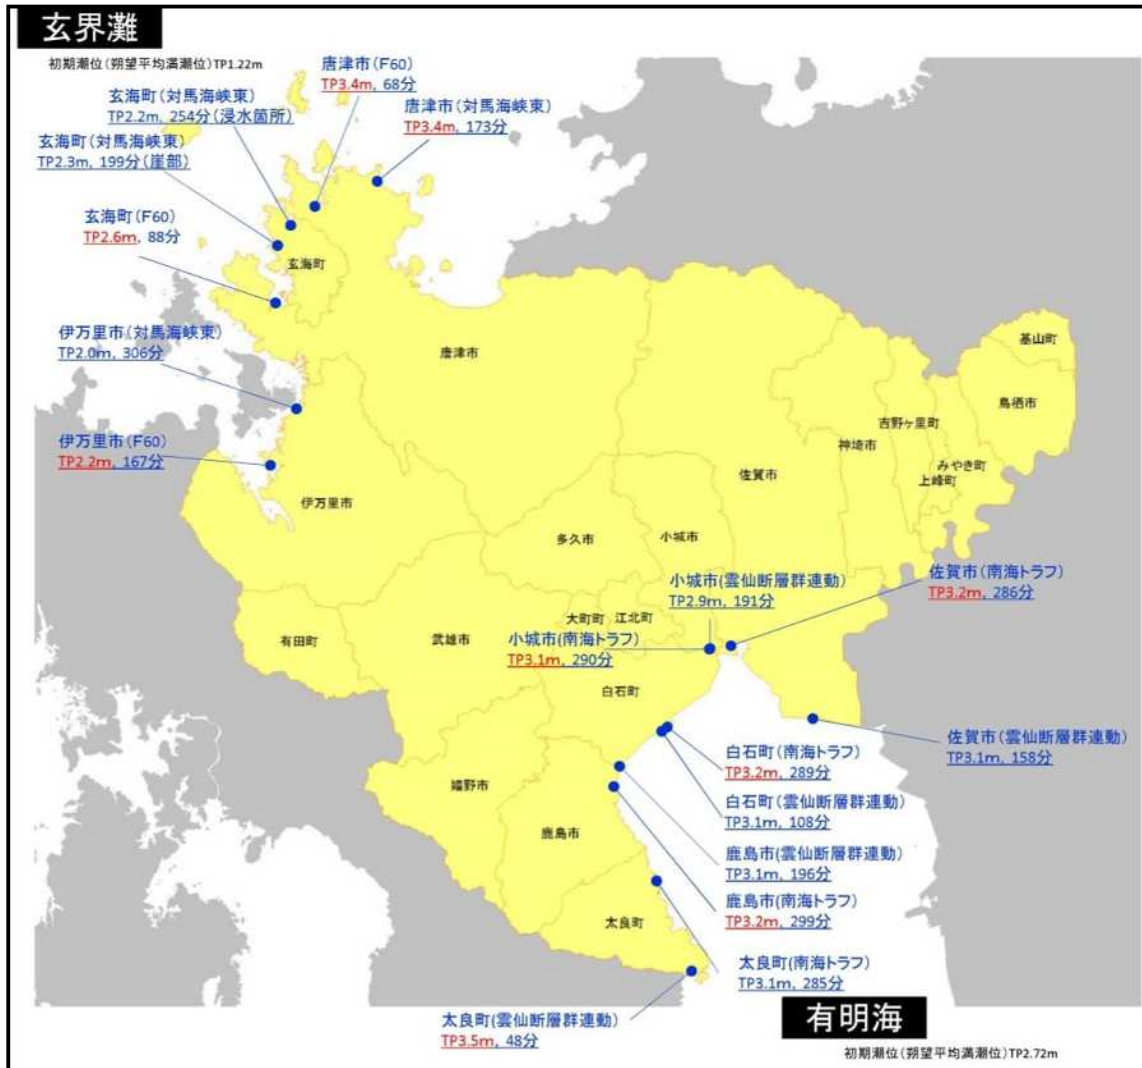 玄界灘
初期潮位(朔望平均満潮位)TP1.22m
唐津市(F60)
TP3.4m, 68分
玄海町(対馬海峡東)
TP2.2m, 254分(浸水箇所)
唐津市(対馬海峡東)
TP3.4m, 173分
玄海町(対馬海峡東)
TP2.3m, 199分(崖部)
玄海町(F60)
TP2.6m, 88分
玄海町
伊万里市(対馬海峡東)
TP2.0m, 306分
唐津市
基山町
鳥栖市
吉野ヶ里町
神埼市
みやき町
上峰町
佐賀市
伊万里市(F60)
TP2.2m, 167分
伊万里市
多久市
小城市
小城市(雲仙断層群連動)
TP2.9m, 191分
佐賀市(南海トラフ)
TP3.2m, 286分
大町町
江北町
有田町
武雄市
小城市(南海トラフ)
TP3.1m, 290分
白石町
佐賀市(雲仙断層群連動)
TP3.1m, 158分
白石町(南海トラフ)
TP3.2m, 289分
嬉野市
白石町(雲仙断層群連動)
TP3.1m, 108分
鹿島市
鹿島市(雲仙断層群連動)
TP3.1m, 196分
鹿島市(南海トラフ)
TP3.2m, 299分
太良町
太良町(南海トラフ)
TP3.1m, 285分
太良町(雲仙断層群連動)
TP3.5m, 48分
有明海
初期潮位(朔望平均満潮位)TP2.72m